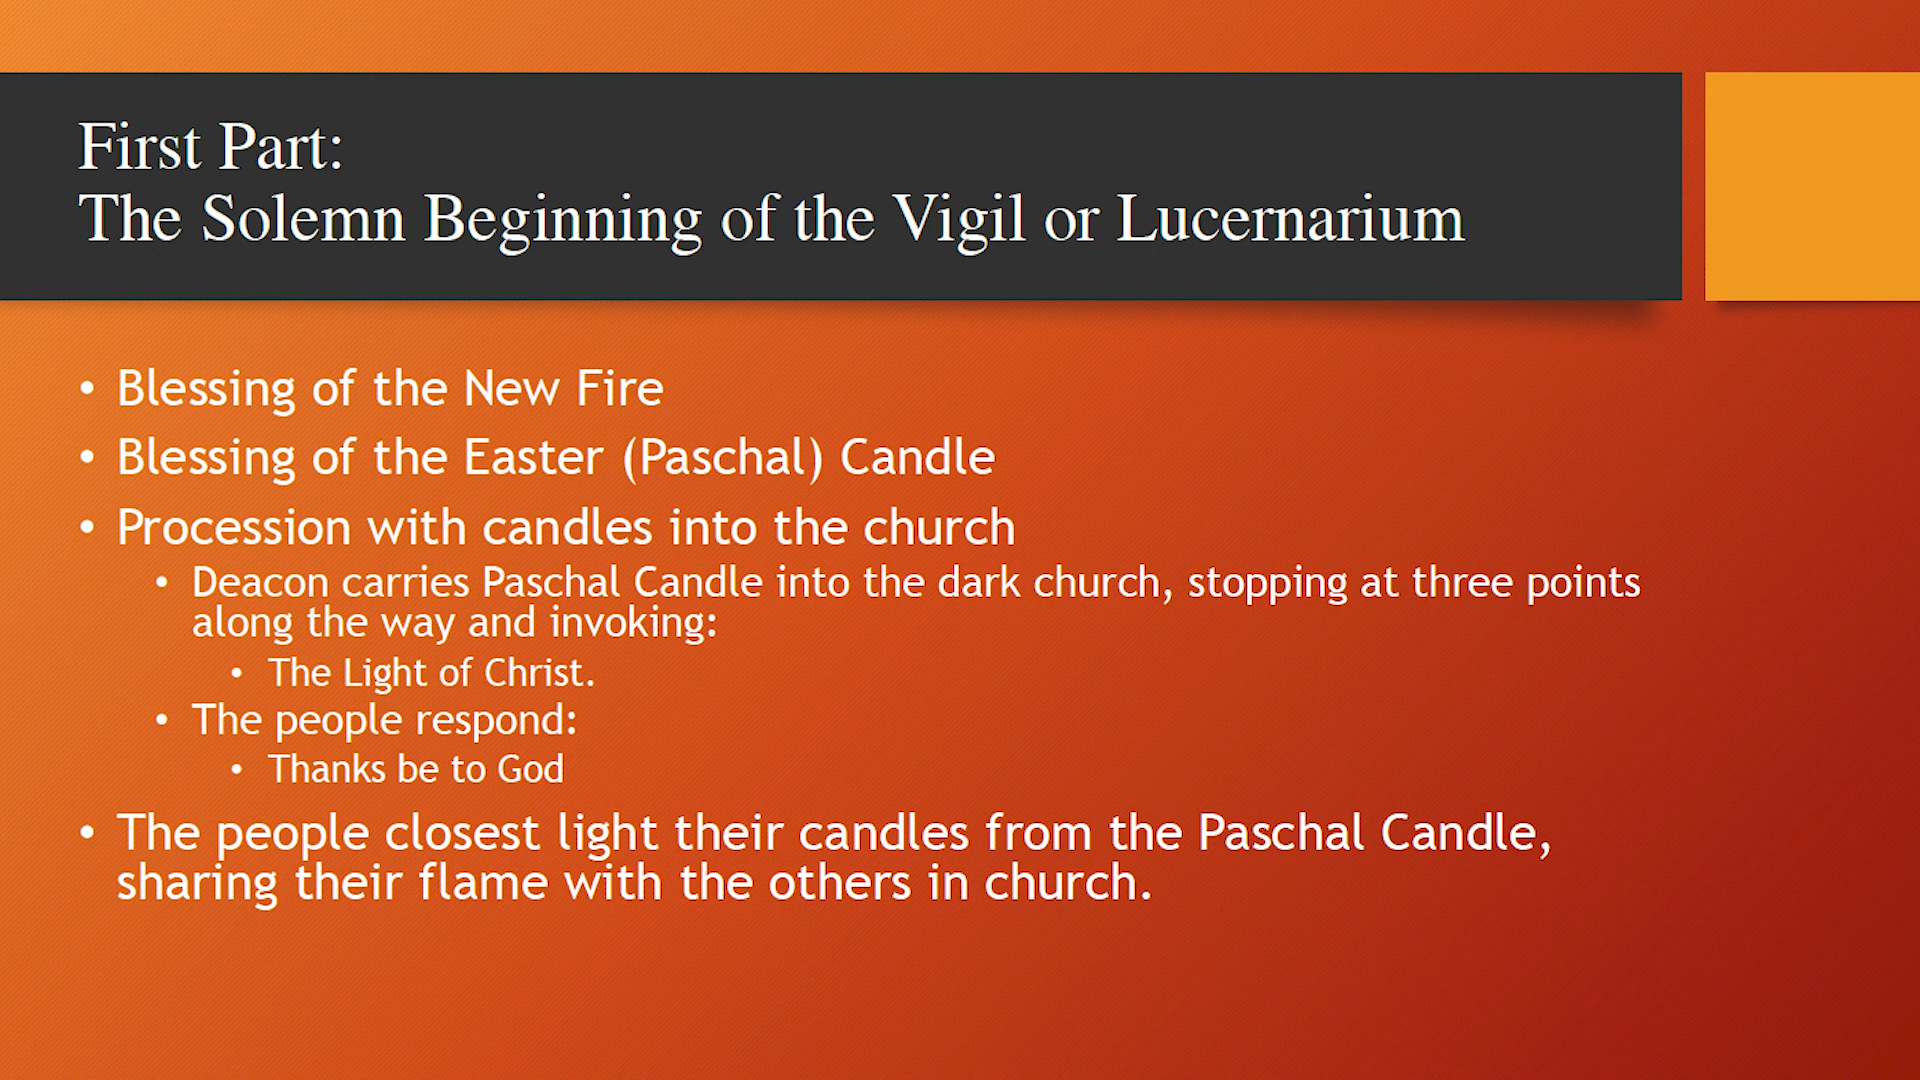 First Part:
The Solemn Beginning of the Vigil or Lucernarium
• Blessing of the New Fire
• Blessing of the Easter (Paschal) Candle
• Procession with candles into the church
• Deacon carries Paschal Candle into the dark church, stopping at three points
along the way and invoking:
• The Light of Christ.
• The people respond:
• Thanks be to God
• The people closest light their candles from the Paschal Candle,
sharing their flame with the others in church.